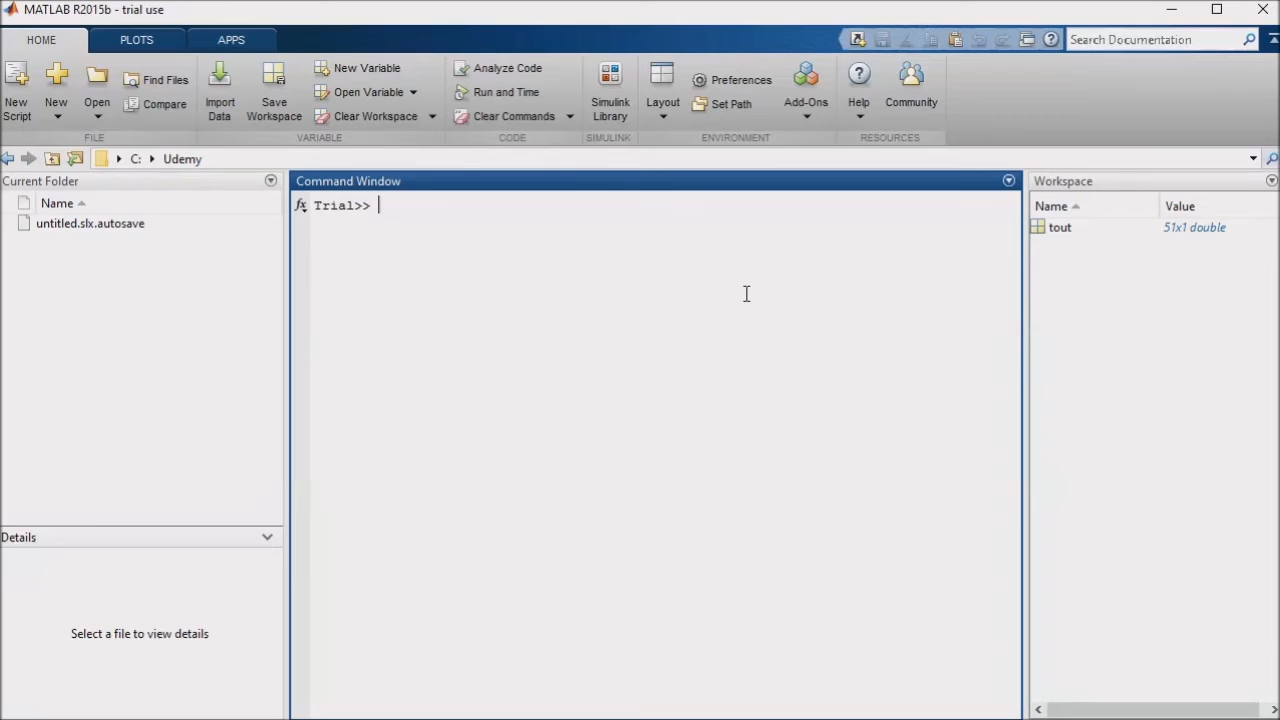 MATLAB R2015b - trial use
HOME PLOTS APPS
Search Documentation
New Script
New
Open
Find Files
Compare
Import Data
Save Workspace
New Variable
Open Variable
Clear Workspace
Analyze Code
Run and Time
Clear Commands
Simulink Library
Layout
Preferences
Set Path
Add-Ons
Help
Community
FILE VARIABLE CODE SIMULINK ENVIRONMENT RESOURCES
C: Udemy
Current Folder
Name
untitled.slx.autosave
Details
Select a file to view details
Command Window
fx Trial>>
Workspace
Name Value
tout 51x1 double